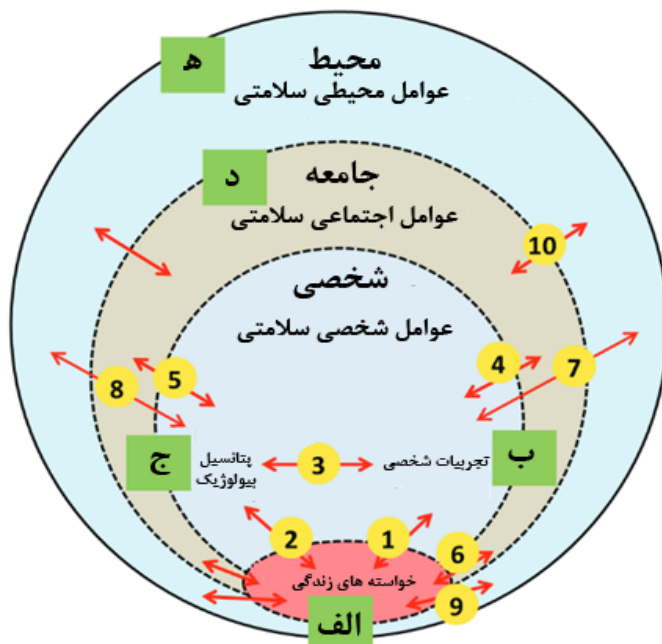 ه
محیط
عوامل محیطی سلامتی
د
جامعه
عوامل اجتماعی سلامتی
10
شخصی
عوامل شخصی سلامتی
4
7
5
8
ب
تجربیات شخصی
3
پتانسیل
بیولوژیک
ج
1
2
6
خواسته های زندگی
9
الف